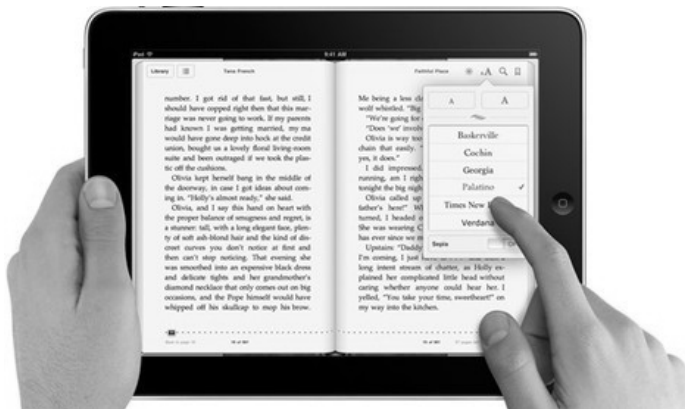 iPad
9:41 AM
Library
Tana French
Faithful Place
A A
number. I got rid of that fast, but still, I
should have copped right then that this mar-
riage was never going to work. If my parents
had known I was getting married, my ma
would have gone deep into hock at the credit
union, bought us a lovely floral living-room
suite and been outraged if we took the plas-
tic off the cushions.
Olivia kept herself bang in the middle of
the doorway, in case I got ideas about com-
ing in. "Holly's almost ready," she said.
Olivia, and I say this hand on heart with
the proper balance of smugness and regret, is
a stunner: tall, with a long elegant face, plen-
ty of soft ash-blond hair and the kind of dis-
creet curves you don't notice at first and
then can't stop noticing. That evening she
was smoothed into an expensive black dress
and delicate tights and her grandmother's
diamond necklace that only comes out on big
occasions, and the Pope himself would have
whipped off his skullcap to mop his brow.
Me being a less cl
wolf whistled. "Big
"We're going for
"Does 'we' involv
Olivia is way too
chain that easily. "
yes, it does."
I did impressed,
running, am I righ
tonight the big nigh
Olivia called up
father's here!" W
turned, I headed
She was wearing C
has ever since we m
Upstairs: "Daddy
I'm coming, I just
long intent stream of chatter, as Holly ex-
plained her complicated little head without
caring whether anyone could hear her. I
yelled, "You take your time, sweetheart!" on
my way into the kitchen.
A
A
Baskerville
Cochin
Georgia
Palatino
Times New
Verdana
Sepia